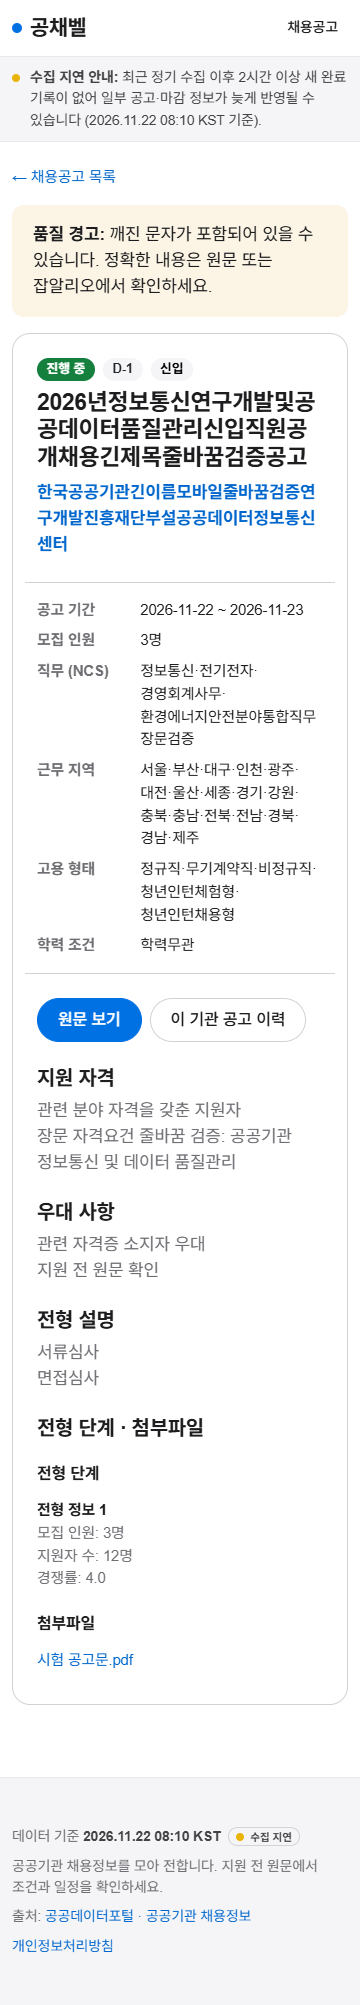 공채벨
채용공고
수집 지연 안내: 최근 정기 수집 이후 2시간 이상 새 완료
기록이 없어 일부 공고·마감 정보가 늦게 반영될 수
있습니다 (2026.11.22 08:10 KST 기준).
← 채용공고 목록
품질 경고: 깨진 문자가 포함되어 있을 수
있습니다. 정확한 내용은 원문 또는
잡알리오에서 확인하세요.
진행 중 D-1 신입
2026년정보통신연구개발및공
공데이터품질관리신입직원공
개채용긴제목줄바꿈검증공고
한국공공기관긴이름모바일줄바꿈검증연
구개발진흥재단부설공공데이터정보통신
센터
공고 기간 2026-11-22 ~ 2026-11-23
모집 인원 3명
직무 (NCS) 정보통신·전기전자·
경영회계사무·
환경에너지안전분야통합직무
장문검증
근무 지역 서울·부산·대구·인천·광주·
대전·울산·세종·경기·강원·
충북·충남·전북·전남·경북·
경남·제주
고용 형태 정규직·무기계약직·비정규직·
청년인턴체험형·
청년인턴채용형
학력 조건 학력무관
원문 보기 이 기관 공고 이력
지원 자격
관련 분야 자격을 갖춘 지원자
장문 자격요건 줄바꿈 검증: 공공기관
정보통신 및 데이터 품질관리
우대 사항
관련 자격증 소지자 우대
지원 전 원문 확인
전형 설명
서류심사
면접심사
전형 단계 · 첨부파일
전형 단계
전형 정보 1
모집 인원: 3명
지원자 수: 12명
경쟁률: 4.0
첨부파일
시험 공고문.pdf
데이터 기준 2026.11.22 08:10 KST 수집 지연
공공기관 채용정보를 모아 전합니다. 지원 전 원문에서
조건과 일정을 확인하세요.
출처: 공공데이터포털 · 공공기관 채용정보
개인정보처리방침